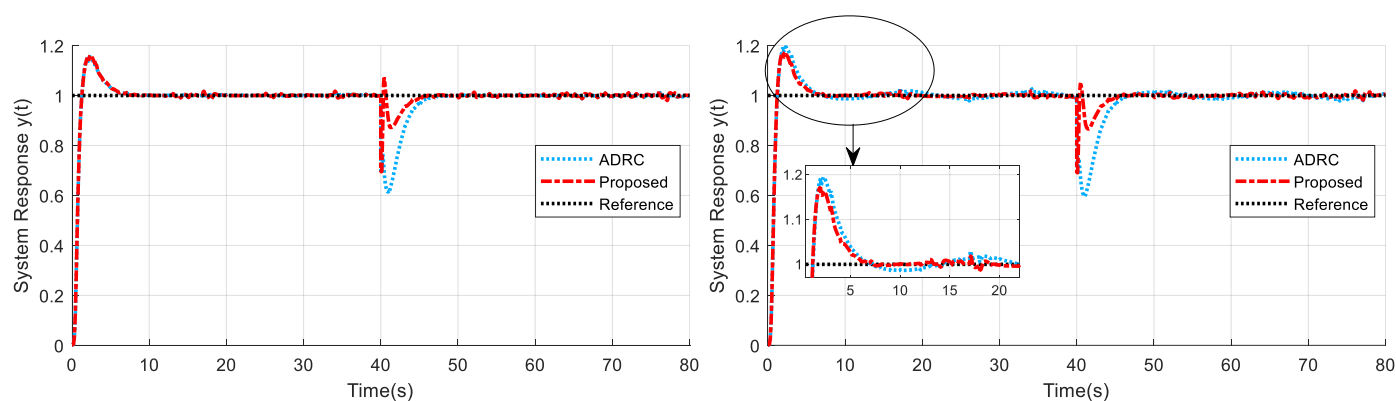 System Response y(t)
1.2
1
0.8
0.6
0.4
0.2
0
0 10 20 30 40 50 60 70 80
Time(s)
ADRC
Proposed
Reference
System Response y(t)
1.2
1
0.8
0.6
0.4
0.2
0
0 10 20 30 40 50 60 70 80
Time(s)
ADRC
Proposed
Reference
1.2
1.1
1
5 10 15 20